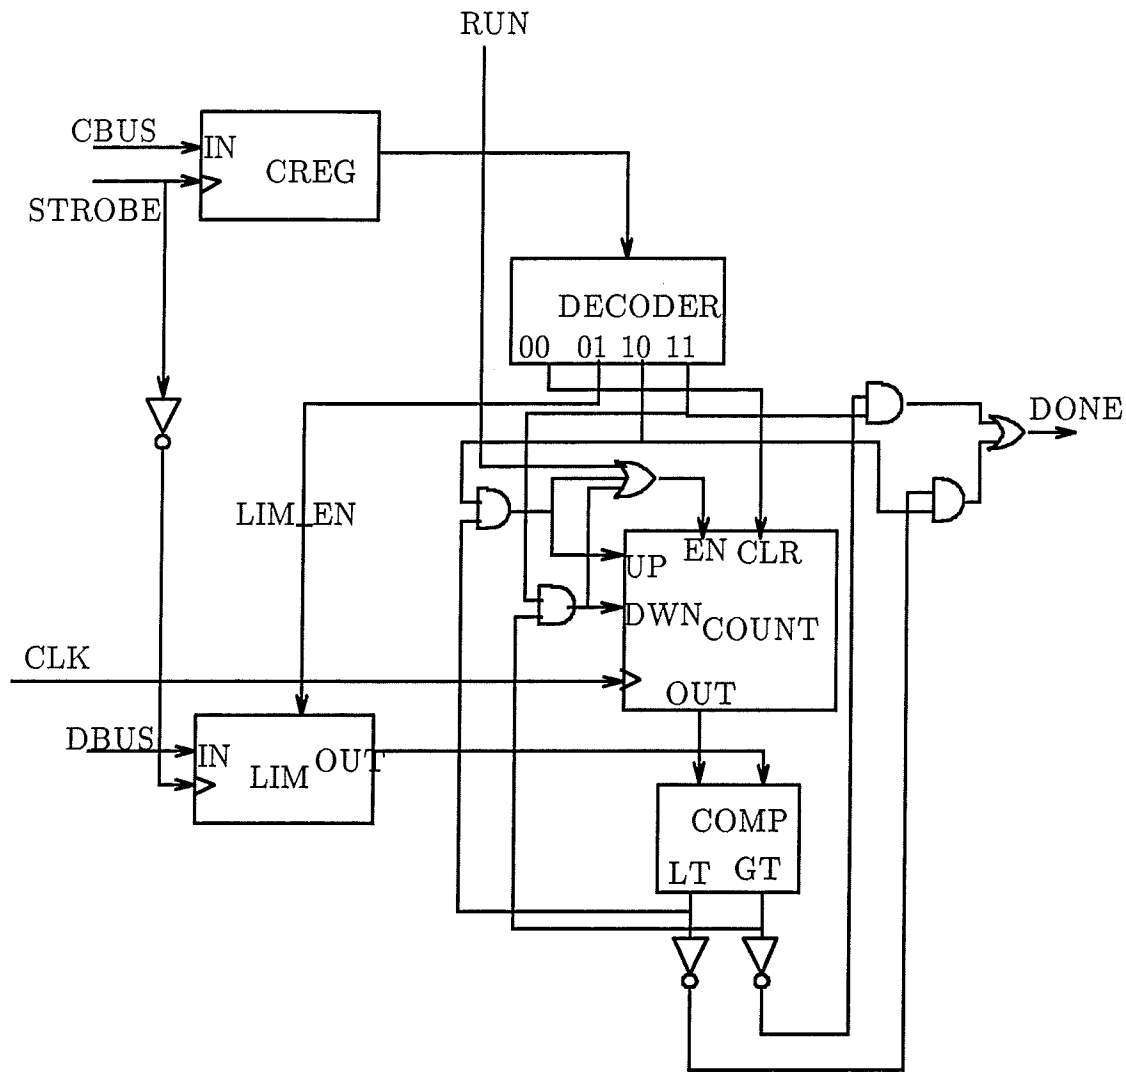 RUN
CBUS
IN
CREG
STROBE
DECODER
00 01 10 11
DONE
LIM_EN
EN CLR
UP
DWN
COUNT
CLK
OUT
DBUS
IN
LIM
OUT
COMP
LT GT